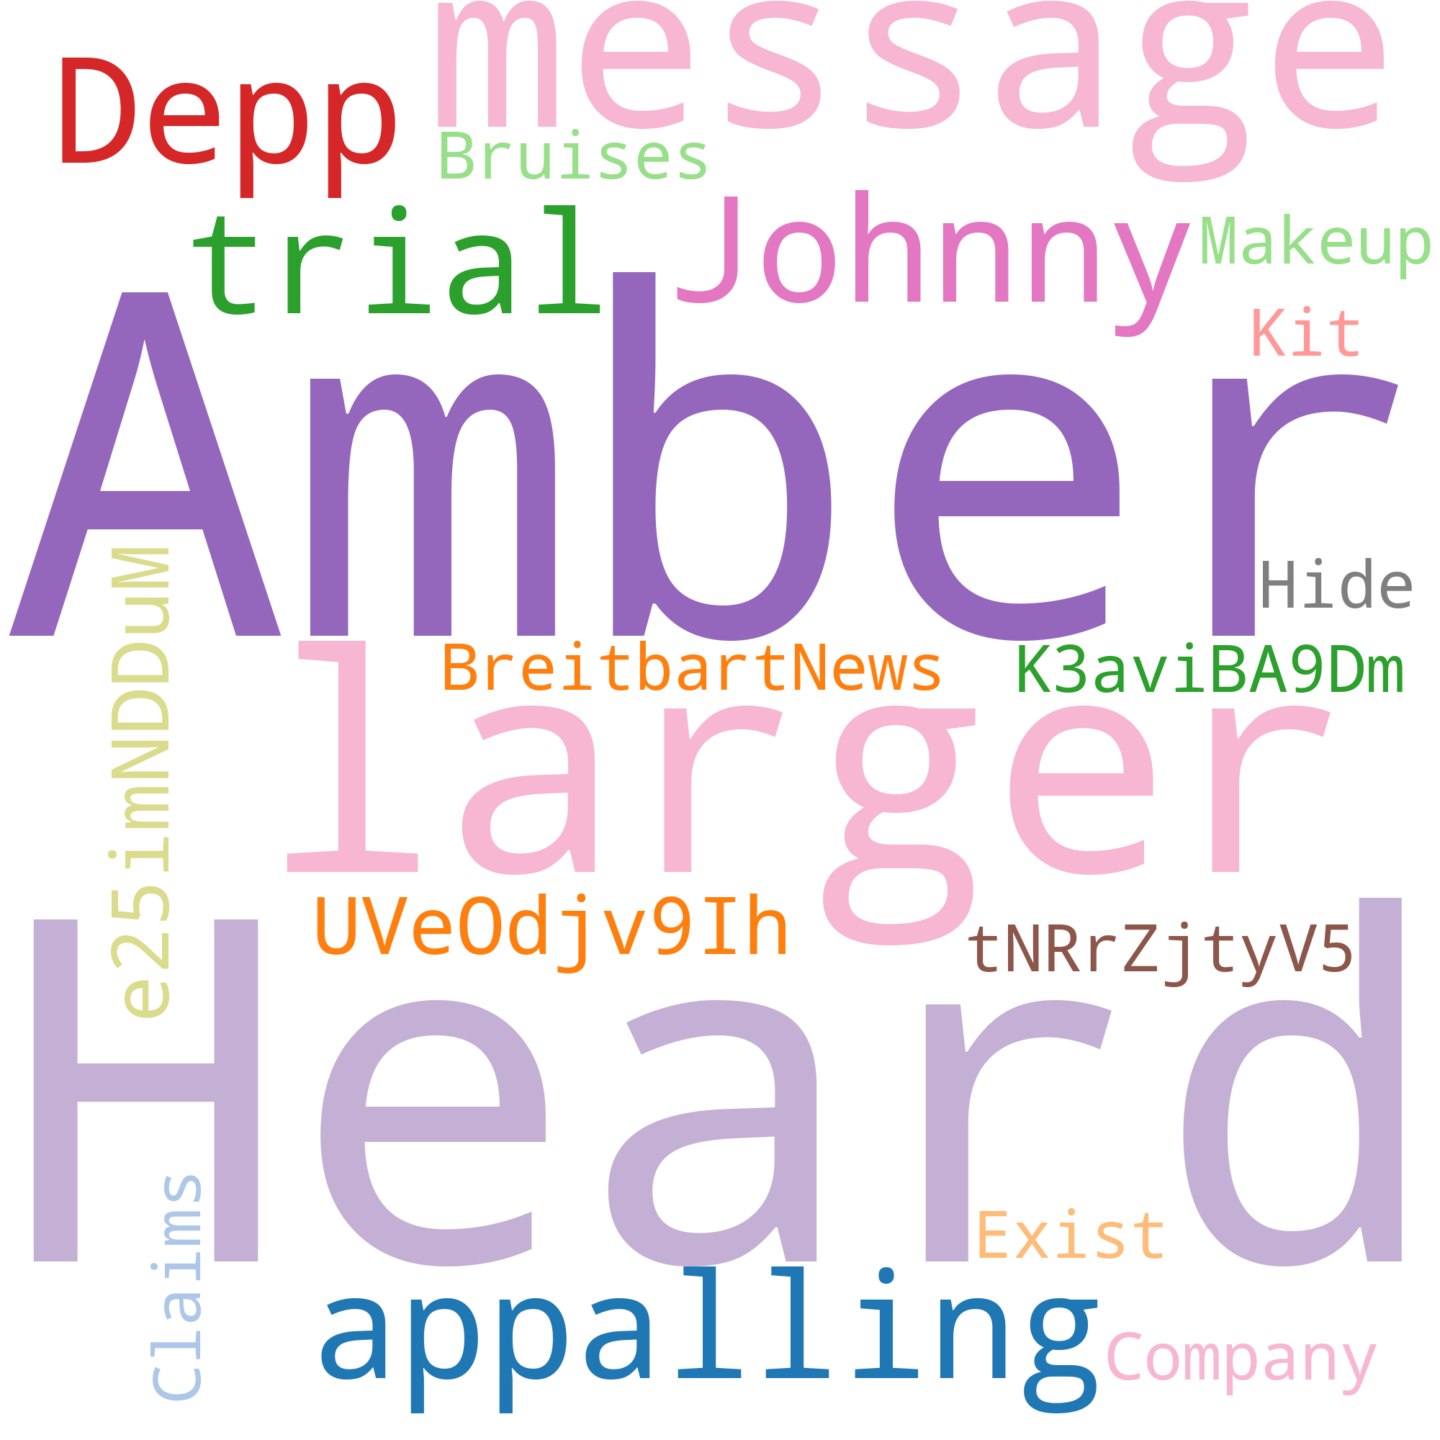 message
Depp
Bruises
trial
Johnny
Makeup
Kit
Amber
Hide
e25imNDDuM
BreitbartNews
K3aviBA9Dm
larger
UVeOdjv9Ih
tNRrZjtyV5
Heard
Claims
Exist
appalling
Company